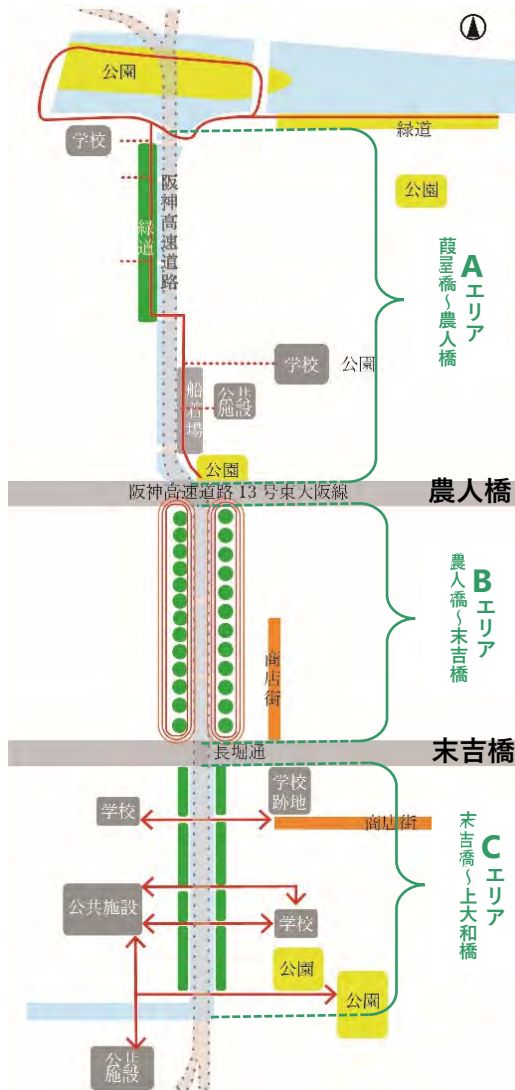 公園
学校
緑道
公園
阪神高速道路
緑道
Aエリア
葭屋橋～農人橋
学校
公園
公共
施設
船着場
公園
阪神高速道路 13 号東大阪線
農人橋
Bエリア
農人橋～末吉橋
商店街
長堀通
末吉橋
学校
跡地
学校
商店街
Cエリア
末吉橋～上大和橋
公共施設
学校
公園
公園
公共
施設